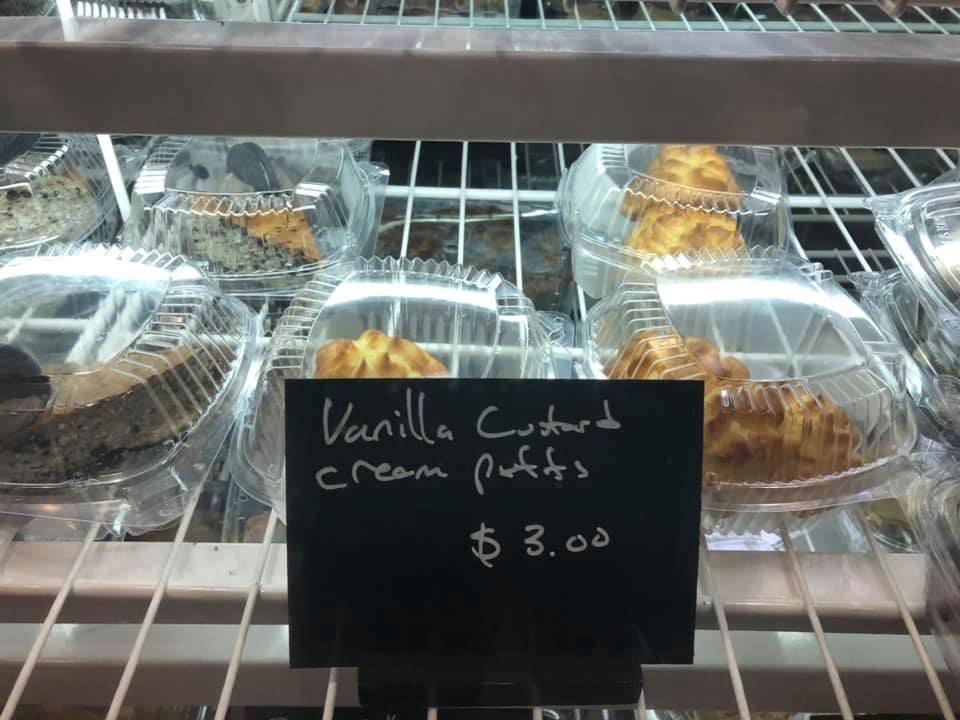 Vanilla Custard
cream puffs
$ 3.00